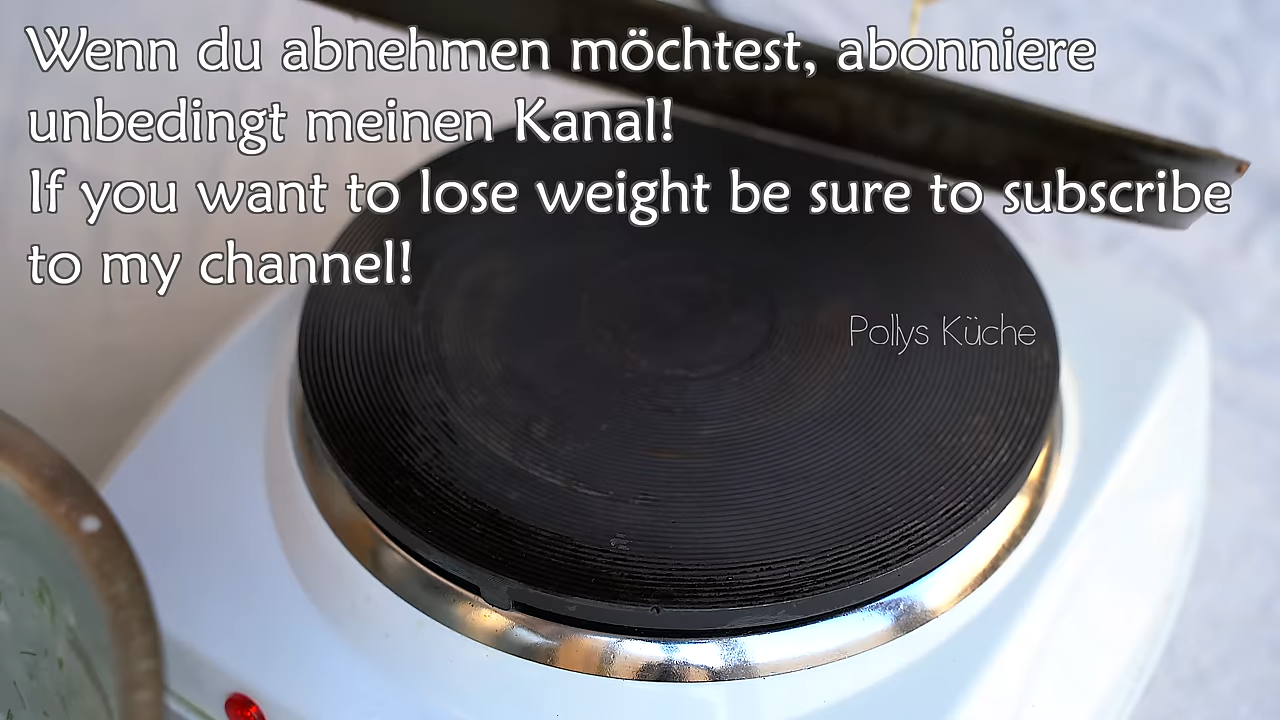 Wenn du abnehmen möchtest, abonniere
unbedingt meinen Kanal!
If you want to lose weight be sure to subscribe
to my channel!
Pollys Küche